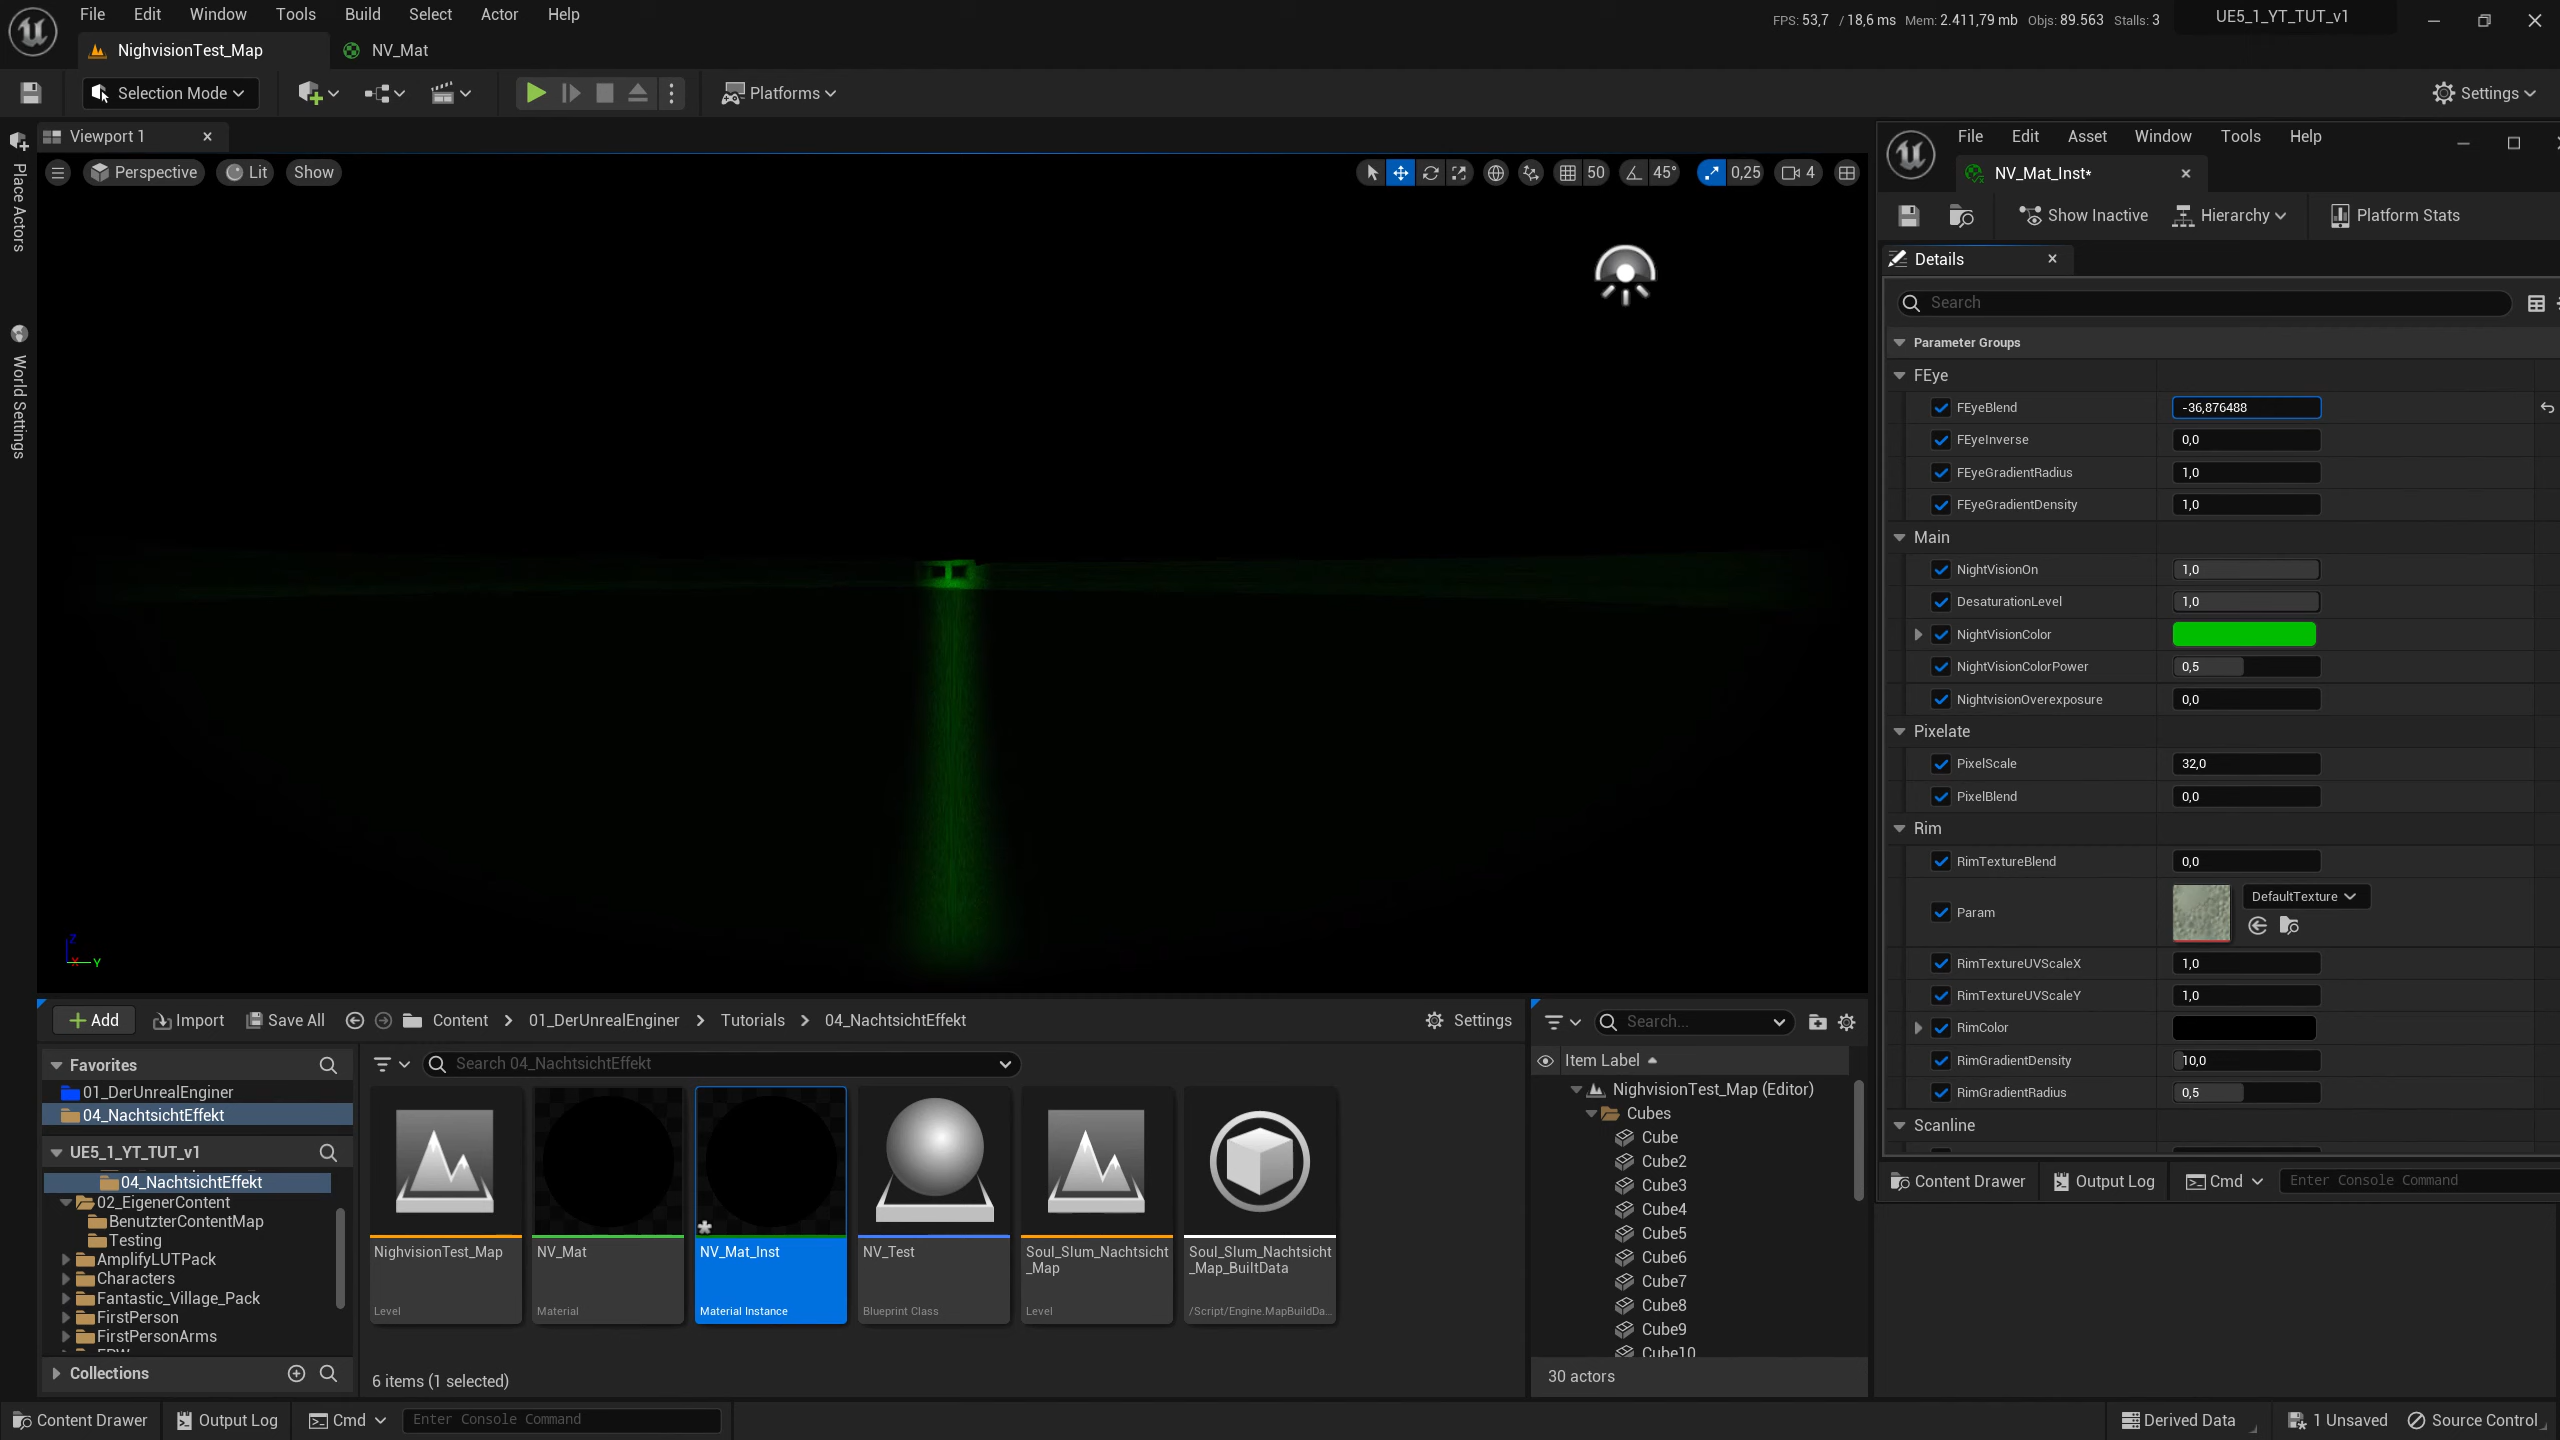 File Edit Window Tools Build Select Actor Help
FPS: 53,7 / 18,6 ms Mem: 2.411,79 mb Objs: 89.563 Stalls: 3
UE5_1_YT_TUT_v1
NighvisionTest_Map
NV_Mat
Selection Mode
Platforms
Settings
Place Actors
World Settings
Viewport 1
Perspective
Lit
Show
50
45°
0,25
4
Z
X
Y
File Edit Asset Window Tools Help
NV_Mat_Inst*
Show Inactive
Hierarchy
Platform Stats
Details
Search
Parameter Groups
FEye
FEyeBlend -36,876488
FEyeInverse 0,0
FEyeGradientRadius 1,0
FEyeGradientDensity 1,0
Main
NightVisionOn 1,0
DesaturationLevel 1,0
NightVisionColor
NightVisionColorPower 0,5
NightvisionOverexposure 0,0
Pixelate
PixelScale 32,0
PixelBlend 0,0
Rim
RimTextureBlend 0,0
Param DefaultTexture
RimTextureUVScaleX 1,0
RimTextureUVScaleY 1,0
RimColor
RimGradientDensity 10,0
RimGradientRadius 0,5
Scanline
Content Drawer
Output Log
Cmd
Enter Console Command
Add
Import
Save All
Content > 01_DerUnrealEnginer > Tutorials > 04_NachtsichtEffekt
Settings
Favorites
01_DerUnrealEnginer
04_NachtsichtEffekt
UE5_1_YT_TUT_v1
04_NachtsichtEffekt
02_EigenerContent
BenutzterContentMap
Testing
AmplifyLUTPack
Characters
Fantastic_Village_Pack
FirstPerson
FirstPersonArms
Collections
Search 04_NachtsichtEffekt
NighvisionTest_Map
Level
NV_Mat
Material
NV_Mat_Inst
Material Instance
NV_Test
Blueprint Class
Soul_Slum_Nachtsicht
_Map
Level
Soul_Slum_Nachtsicht
_Map_BuiltData
/Script/Engine.MapBuildDa...
6 items (1 selected)
Search...
Item Label
NighvisionTest_Map (Editor)
Cubes
Cube
Cube2
Cube3
Cube4
Cube5
Cube6
Cube7
Cube8
Cube9
Cube10
30 actors
Content Drawer
Output Log
Cmd
Enter Console Command
Derived Data
1 Unsaved
Source Control